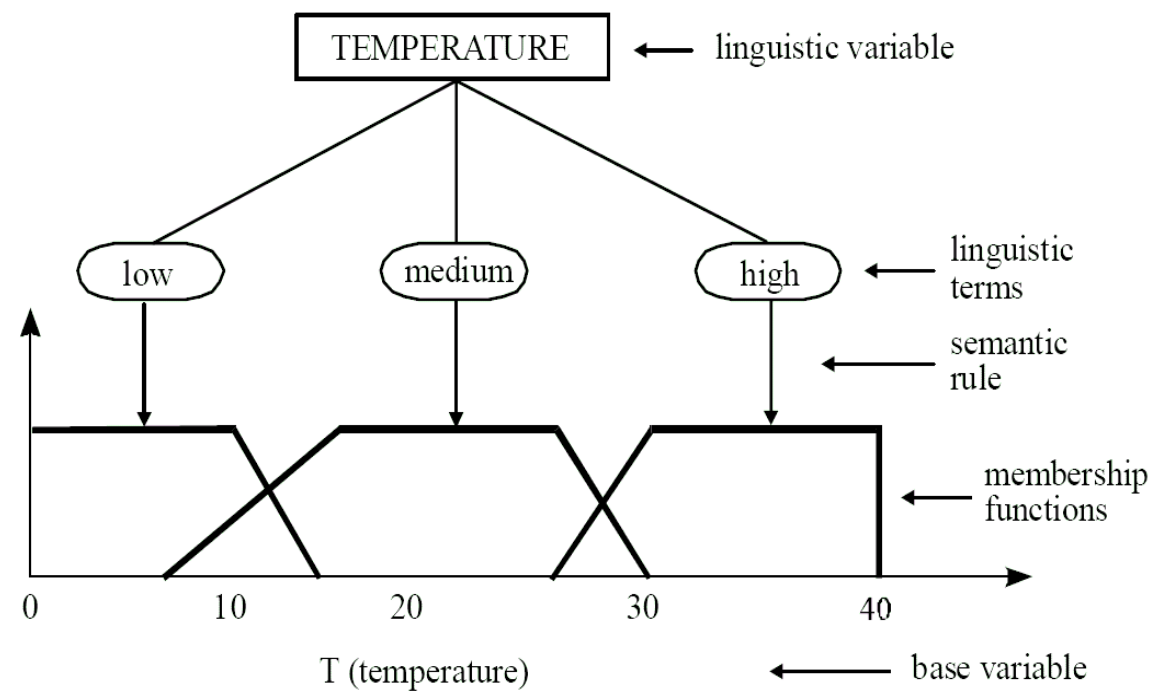 TEMPERATURE
linguistic variable
low
medium
high
linguistic
terms
semantic
rule
membership
functions
0
10
20
30
40
T (temperature)
base variable